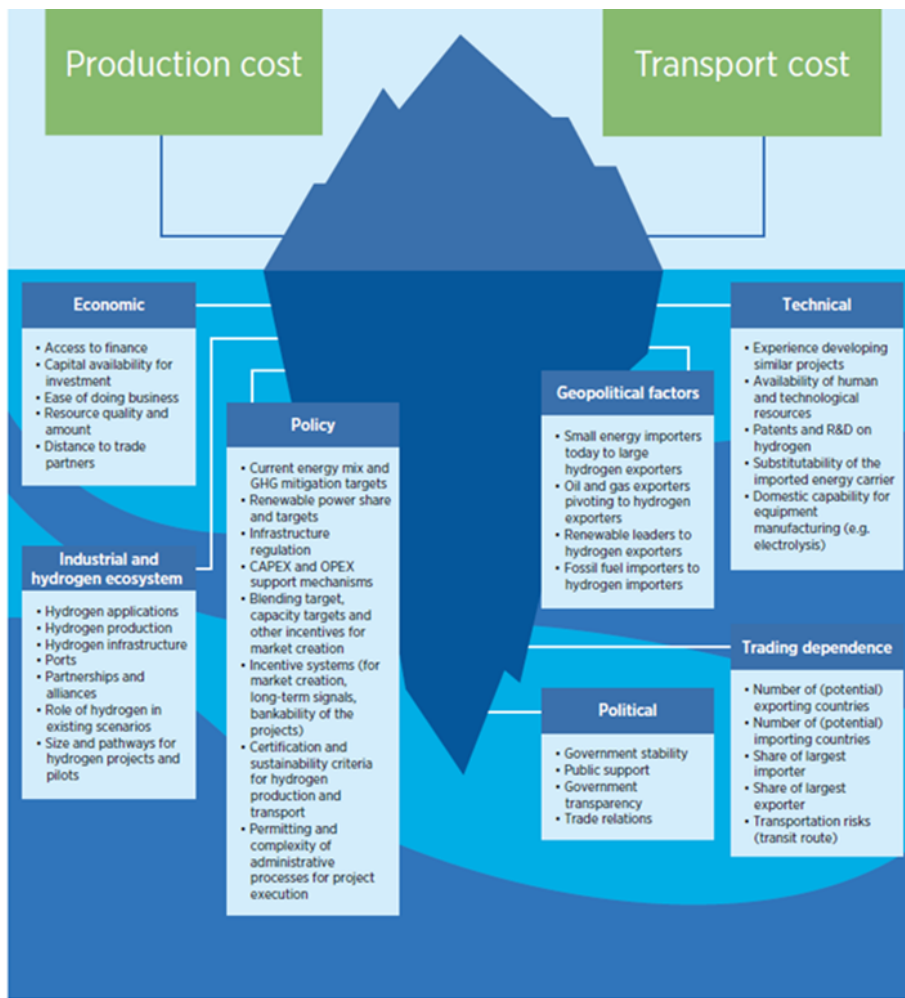 Production cost
Transport cost
Economic
• Access to finance
• Capital availability for
investment
• Ease of doing business
• Resource quality and
amount
• Distance to trade
partners
Industrial and
hydrogen ecosystem
• Hydrogen applications
• Hydrogen production
• Hydrogen infrastructure
• Ports
• Partnerships and
alliances
• Role of hydrogen in
existing scenarios
• Size and pathways for
hydrogen projects and
pilots
Policy
• Current energy mix and
GHG mitigation targets
• Renewable power share
and targets
• Infrastructure
regulation
• CAPEX and OPEX
support mechanisms
• Blending target,
capacity targets and
other incentives for
market creation
• Incentive systems (for
market creation,
long-term signals,
bankability of the
projects)
• Certification and
sustainability criteria
for hydrogen
production and
transport
• Permitting and
complexity of
administrative
processes for project
execution
Geopolitical factors
• Small energy importers
today to large
hydrogen exporters
• Oil and gas exporters
pivoting to hydrogen
exporters
• Renewable leaders to
hydrogen exporters
• Fossil fuel importers to
hydrogen importers
Political
• Government stability
• Public support
• Government
transparency
• Trade relations
Technical
• Experience developing
similar projects
• Availability of human
and technological
resources
• Patents and R&D on
hydrogen
• Substitutability of the
imported energy carrier
• Domestic capability for
equipment
manufacturing (e.g.
electrolysis)
Trading dependence
• Number of (potential)
exporting countries
• Number of (potential)
importing countries
• Share of largest
importer
• Share of largest
exporter
• Transportation risks
(transit route)